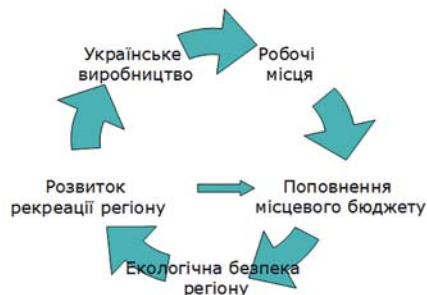 Українське
виробництво
Робочі
місця
Розвиток
рекреації регіону
Поповнення
місцевого бюджету
Екологічна безпека
регіону